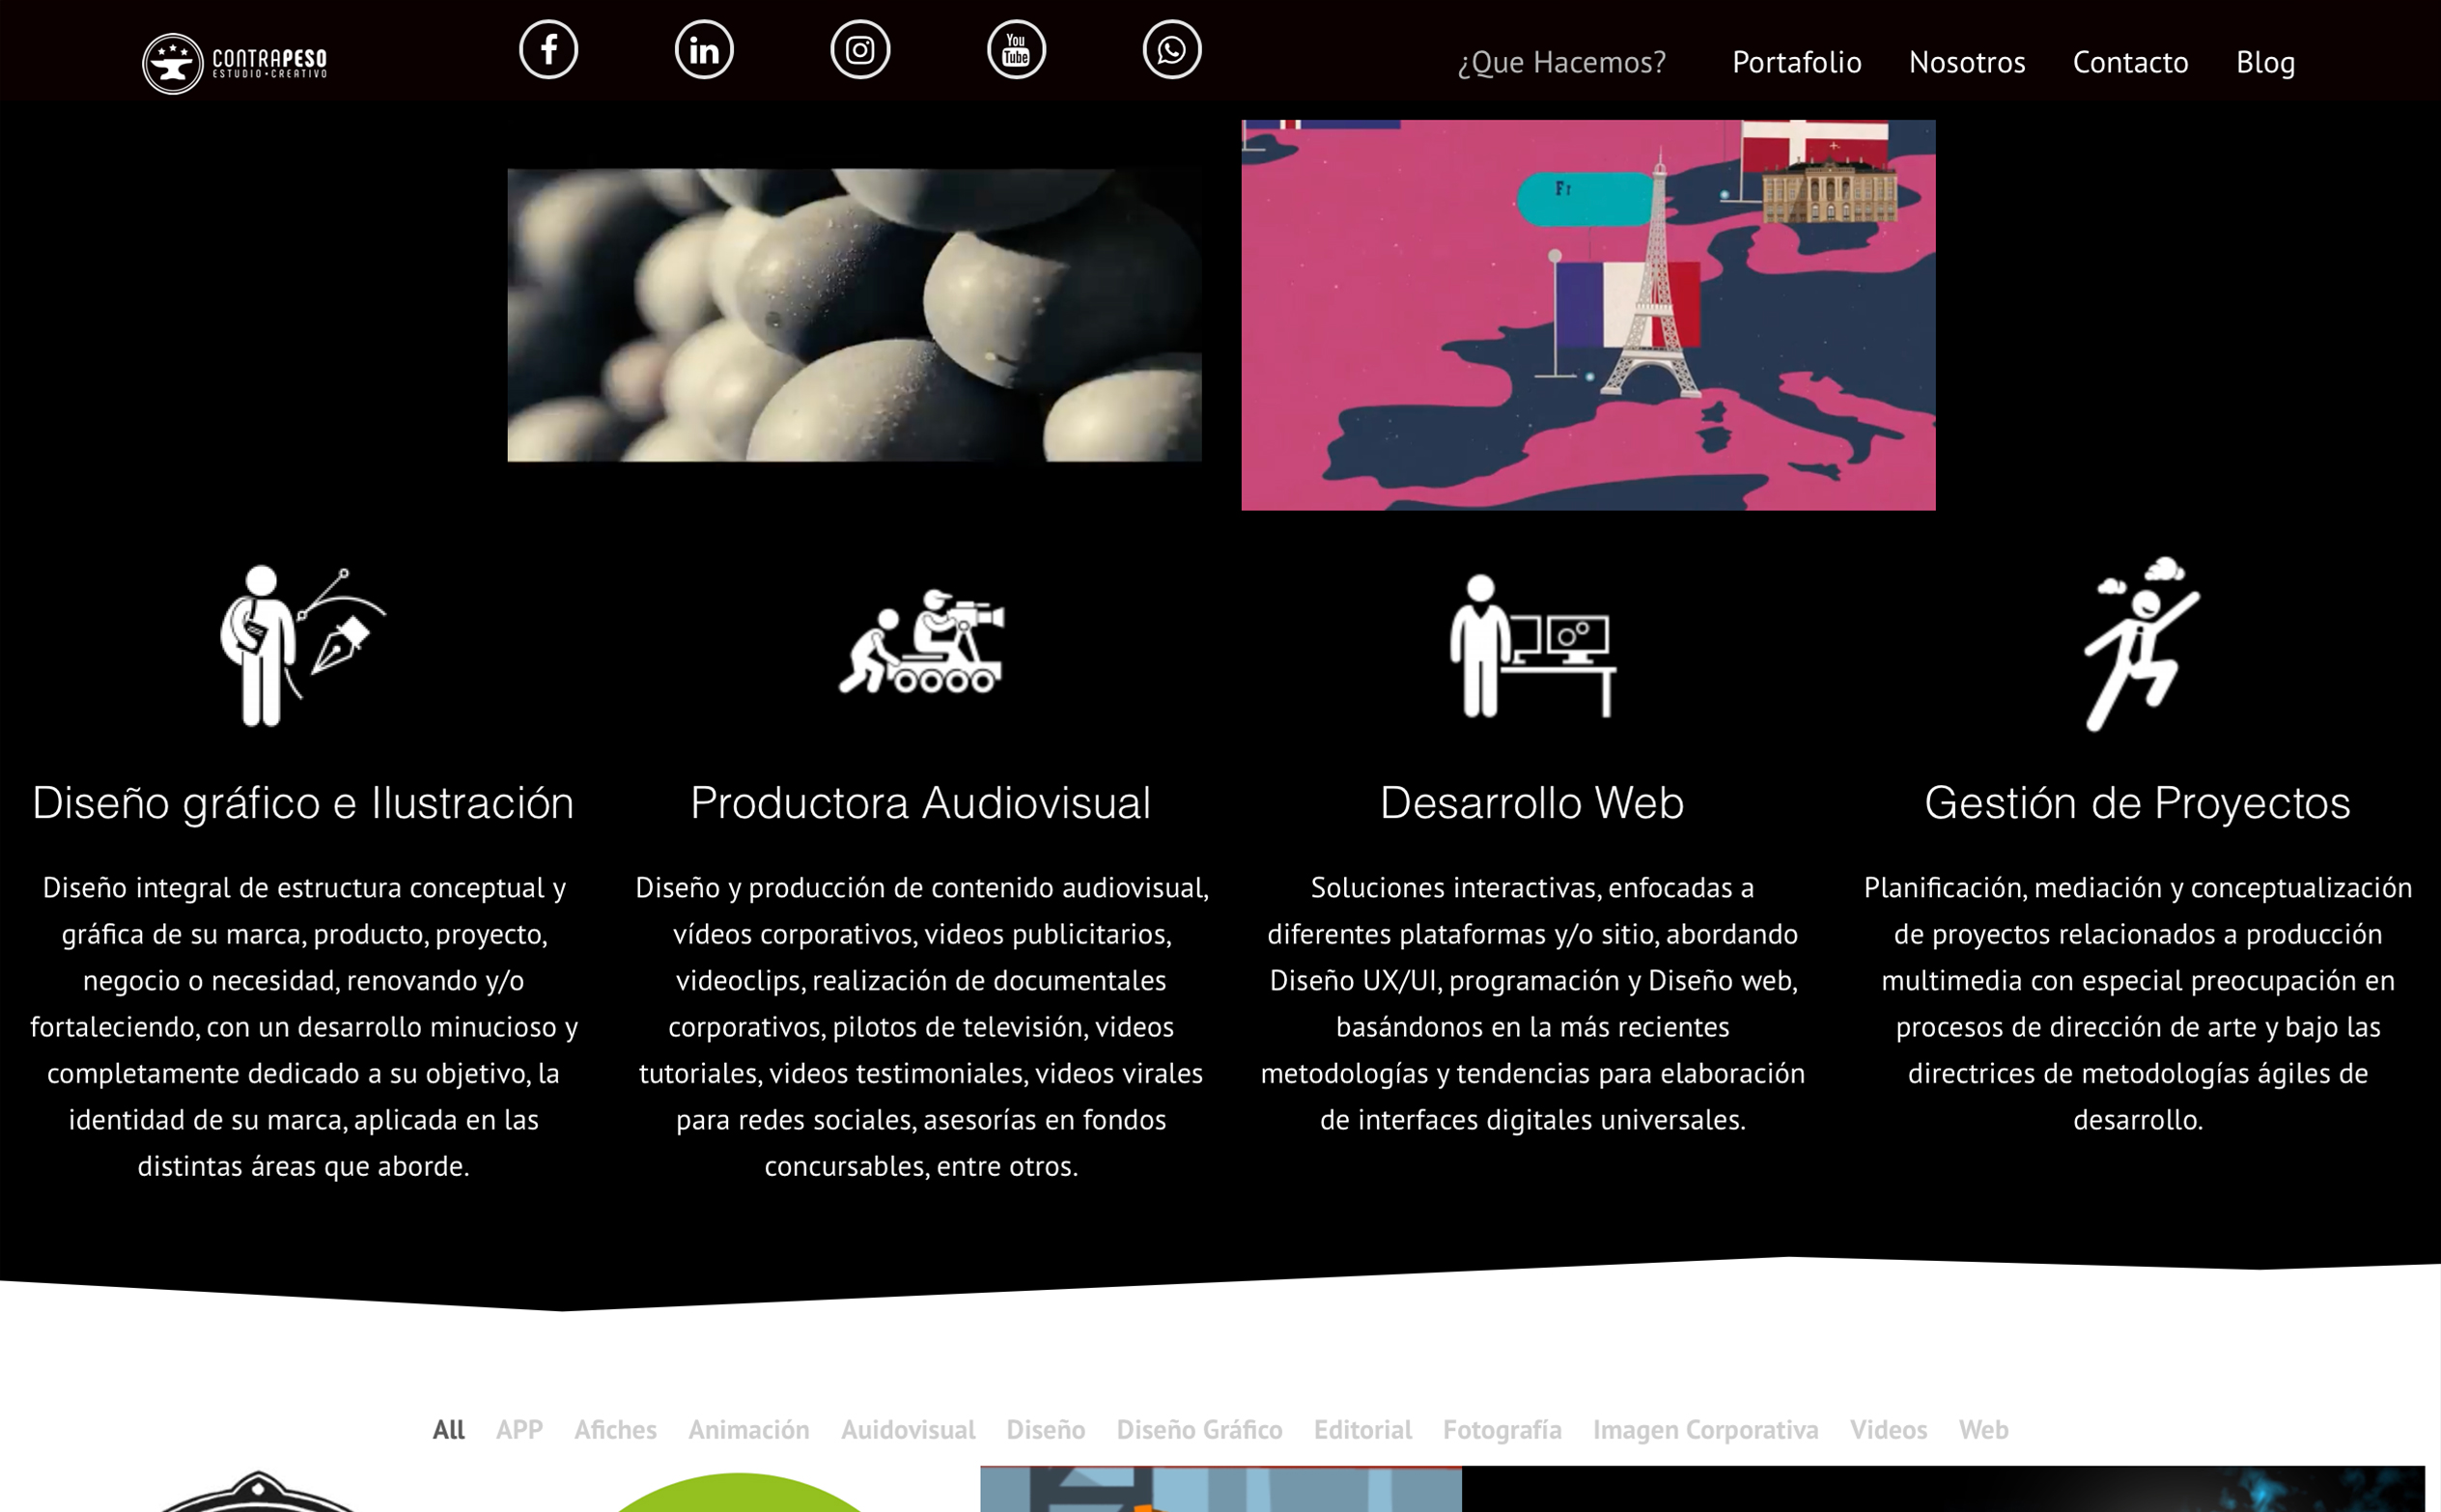 CONTRAPESO
ESTUDIO•CREATIVO
You
Tube
¿Que Hacemos?
Portafolio
Nosotros
Contacto
Blog
Fr
Diseño gráfico e Ilustración
Diseño integral de estructura conceptual y
gráfica de su marca, producto, proyecto,
negocio o necesidad, renovando y/o
fortaleciendo, con un desarrollo minucioso y
completamente dedicado a su objetivo, la
identidad de su marca, aplicada en las
distintas áreas que aborde.
Productora Audiovisual
Diseño y producción de contenido audiovisual,
vídeos corporativos, videos publicitarios,
videoclips, realización de documentales
corporativos, pilotos de televisión, videos
tutoriales, videos testimoniales, videos virales
para redes sociales, asesorías en fondos
concursables, entre otros.
Desarrollo Web
Soluciones interactivas, enfocadas a
diferentes plataformas y/o sitio, abordando
Diseño UX/UI, programación y Diseño web,
basándonos en la más recientes
metodologías y tendencias para elaboración
de interfaces digitales universales.
Gestión de Proyectos
Planificación, mediación y conceptualización
de proyectos relacionados a producción
multimedia con especial preocupación en
procesos de dirección de arte y bajo las
directrices de metodologías ágiles de
desarrollo.
All APP Afiches Animación Auidovisual Diseño Diseño Gráfico Editorial Fotografía Imagen Corporativa Videos Web